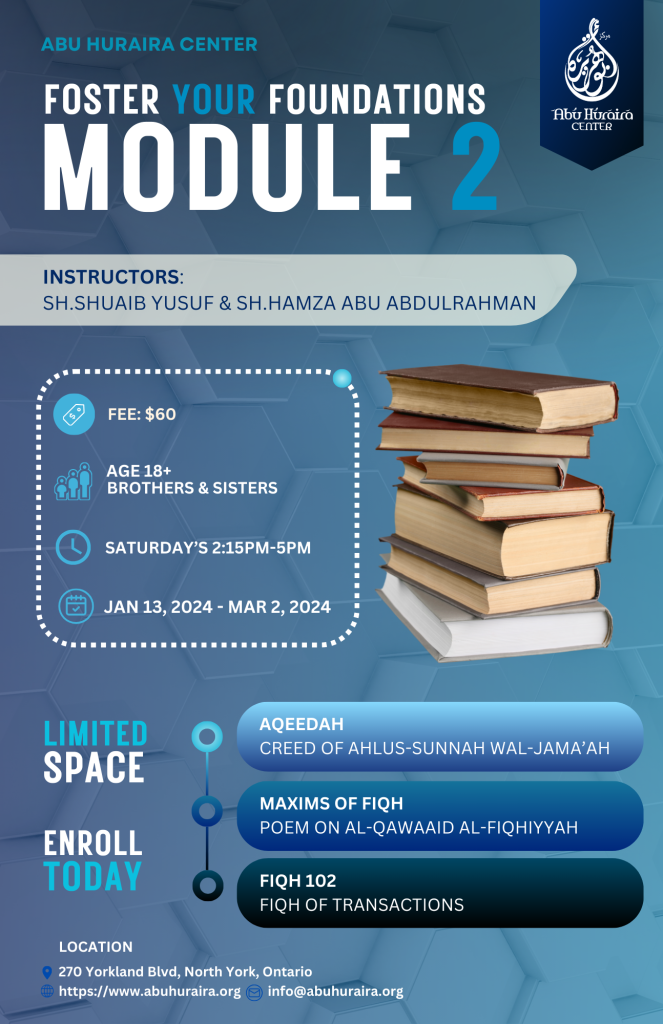 ABU HURAIRA CENTER
مركز
Abu Huraira
CENTER
FOSTER YOUR FOUNDATIONS
MODULE 2
INSTRUCTORS:
SH.SHUAIB YUSUF & SH.HAMZA ABU ABDULRAHMAN
FEE: $60
AGE 18+
BROTHERS & SISTERS
SATURDAY’S 2:15PM-5PM
JAN 13, 2024 - MAR 2, 2024
LIMITED
SPACE
ENROLL
TODAY
AQEEDAH
CREED OF AHLUS-SUNNAH WAL-JAMA’AH
MAXIMS OF FIQH
POEM ON AL-QAWAAID AL-FIQHIYYAH
FIQH 102
FIQH OF TRANSACTIONS
LOCATION
270 Yorkland Blvd, North York, Ontario
https://www.abuhuraira.org info@abuhuraira.org